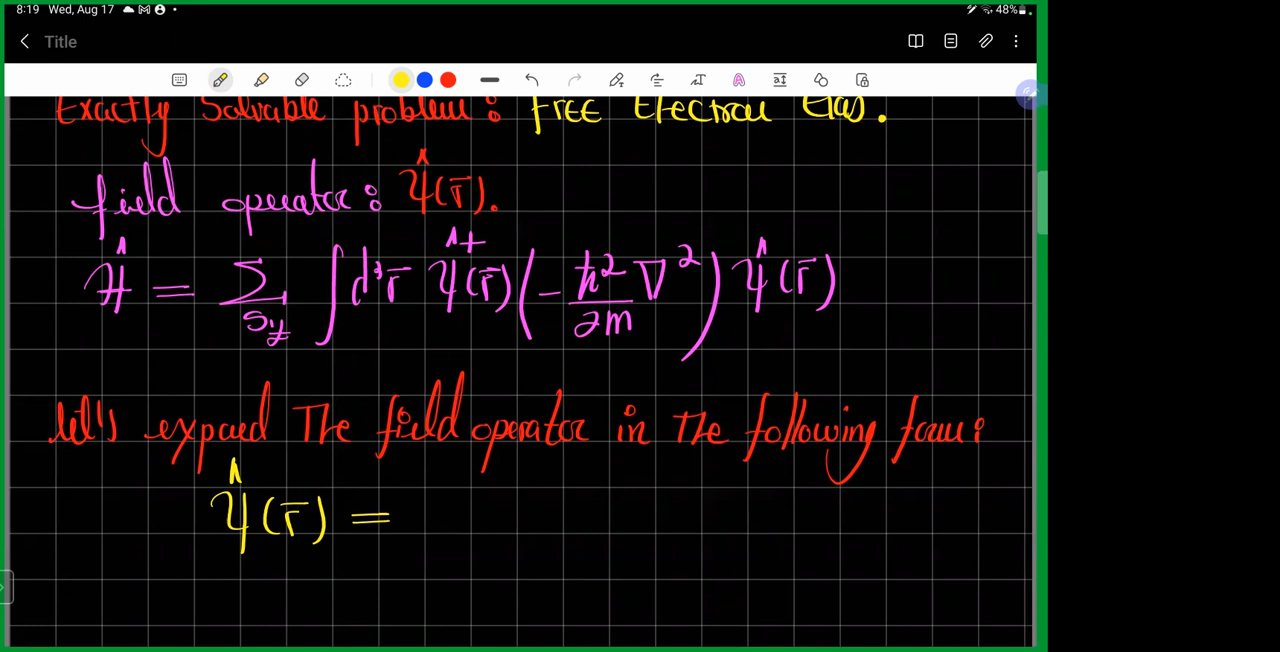 8:19 Wed, Aug 17 48%
Title
Exactly Solvable problem: Free Electron Gas.
field operator: ψ̂(r̄).
Ĥ = Σ_{S_z} ∫ d³r̄ ψ̂⁺(r̄) (-ħ²/2m ∇²) ψ̂(r̄)
Let's expand The field operator in The following form:
ψ̂(r̄) =